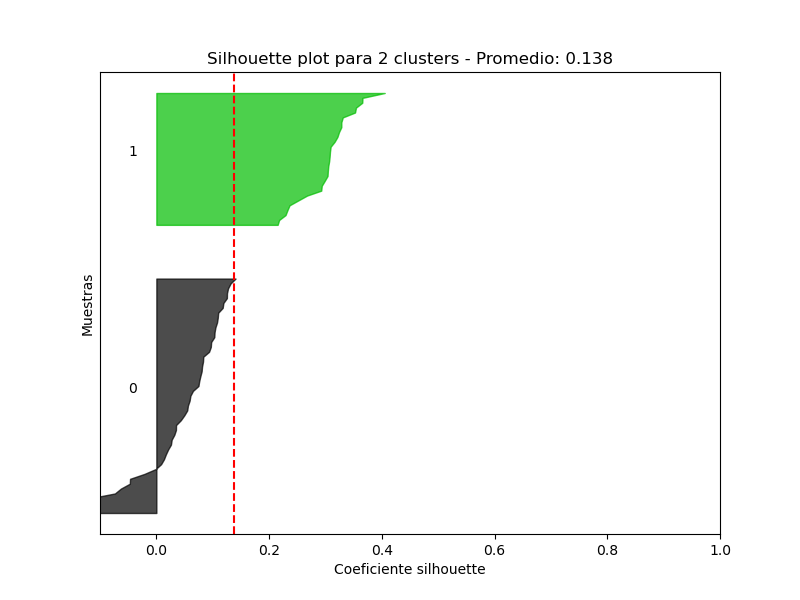 Silhouette plot para 2 clusters - Promedio: 0.138
1
0
Muestras
0.0 0.2 0.4 0.6 0.8 1.0
Coeficiente silhouette